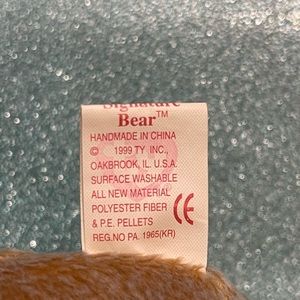 Signature
Bear™
HANDMADE IN CHINA
© 1999 TY INC.,
OAKBROOK, IL. U.S.A.
SURFACE WASHABLE
ALL NEW MATERIAL
POLYESTER FIBER
& P.E. PELLETS
REG.NO PA. 1965(KR)
CE